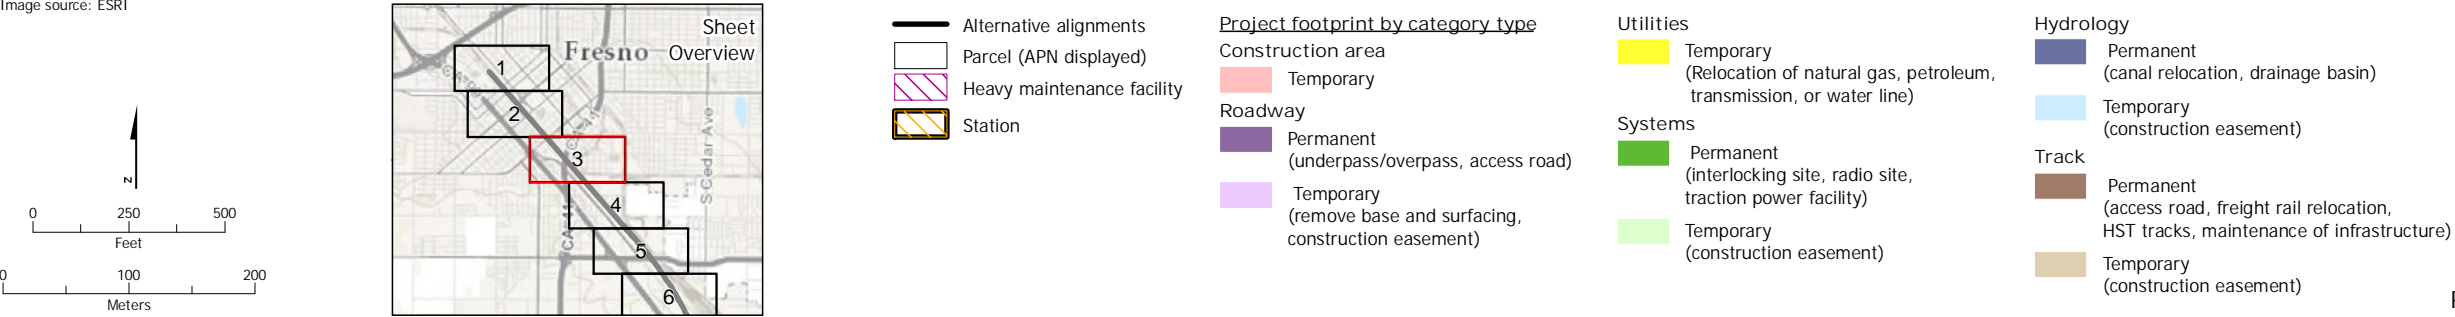 Image source: ESRI
N
0 250 500
Feet
0 100 200
Meters
Sheet
Overview
Fresno
S Cedar Ave
1
2
3
4
5
6
Alternative alignments
Parcel (APN displayed)
Heavy maintenance facility
Station
Project footprint by category type
Construction area
Temporary
Roadway
Permanent
(underpass/overpass, access road)
Temporary
(remove base and surfacing,
construction easement)
Utilities
Temporary
(Relocation of natural gas, petroleum,
transmission, or water line)
Systems
Permanent
(interlocking site, radio site,
traction power facility)
Temporary
(construction easement)
Hydrology
Permanent
(canal relocation, drainage basin)
Temporary
(construction easement)
Track
Permanent
(access road, freight rail relocation,
HST tracks, maintenance of infrastructure)
Temporary
(construction easement)